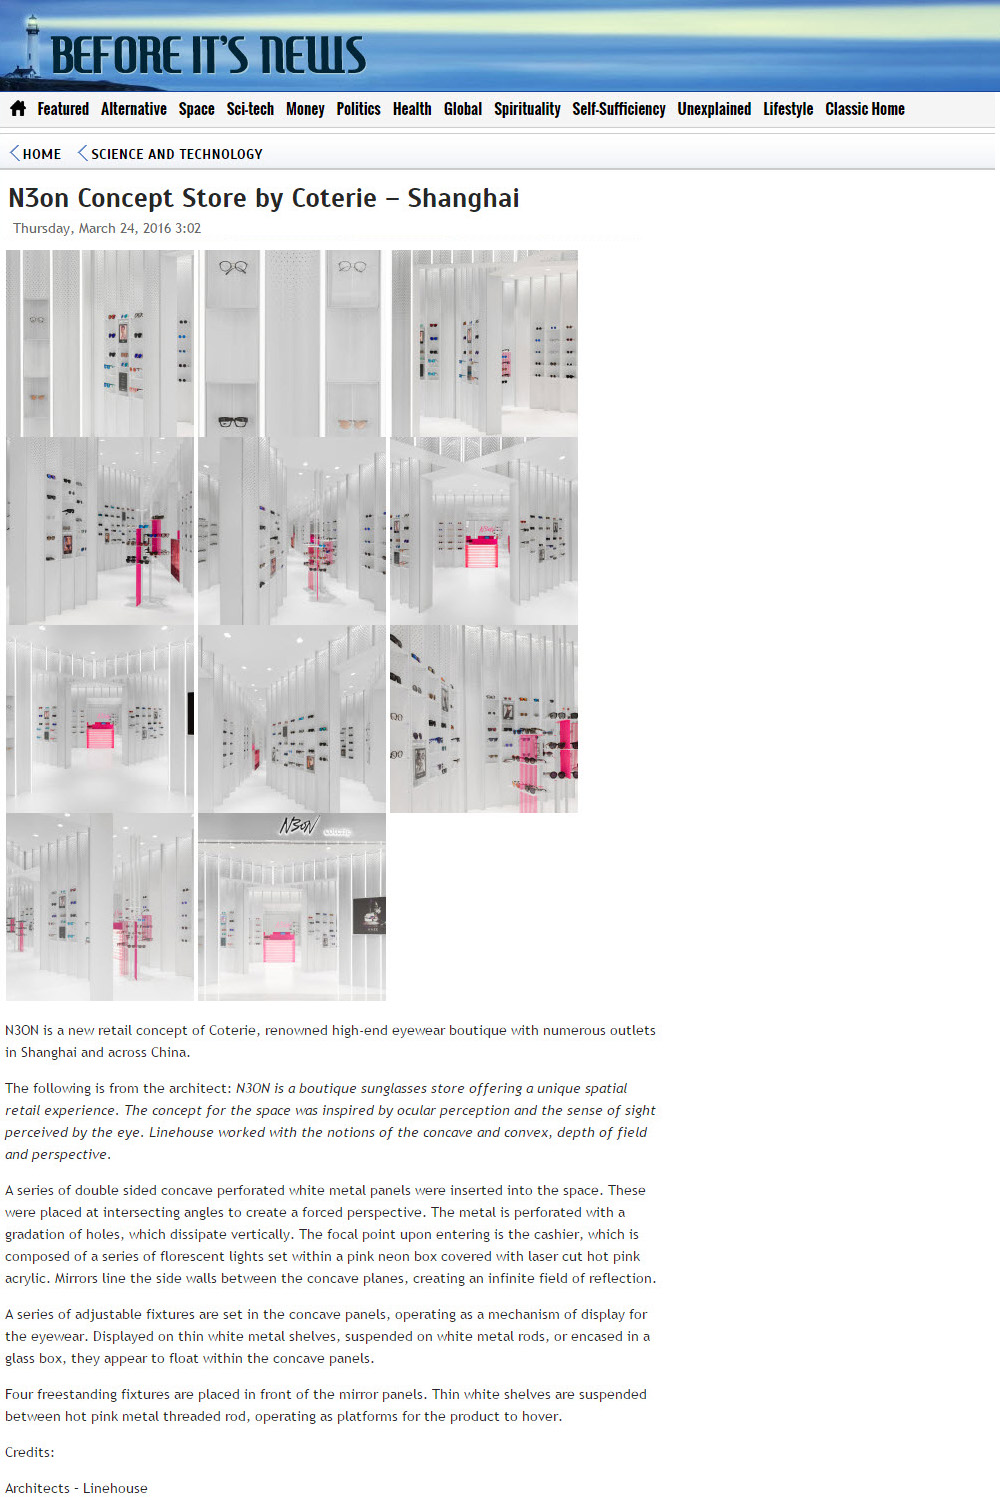 BEFORE IT'S NEWS
Featured Alternative Space Sci-tech Money Politics Health Global Spirituality Self-Sufficiency Unexplained Lifestyle Classic Home
HOME SCIENCE AND TECHNOLOGY
N3on Concept Store by Coterie – Shanghai
Thursday, March 24, 2016 3:02
N3ON coterie
N3ON is a new retail concept of Coterie, renowned high-end eyewear boutique with numerous outlets
in Shanghai and across China.
The following is from the architect: N3ON is a boutique sunglasses store offering a unique spatial
retail experience. The concept for the space was inspired by ocular perception and the sense of sight
perceived by the eye. Linehouse worked with the notions of the concave and convex, depth of field
and perspective.
A series of double sided concave perforated white metal panels were inserted into the space. These
were placed at intersecting angles to create a forced perspective. The metal is perforated with a
gradation of holes, which dissipate vertically. The focal point upon entering is the cashier, which is
composed of a series of florescent lights set within a pink neon box covered with laser cut hot pink
acrylic. Mirrors line the side walls between the concave planes, creating an infinite field of reflection.
A series of adjustable fixtures are set in the concave panels, operating as a mechanism of display for
the eyewear. Displayed on thin white metal shelves, suspended on white metal rods, or encased in a
glass box, they appear to float within the concave panels.
Four freestanding fixtures are placed in front of the mirror panels. Thin white shelves are suspended
between hot pink metal threaded rod, operating as platforms for the product to hover.
Credits:
Architects - Linehouse